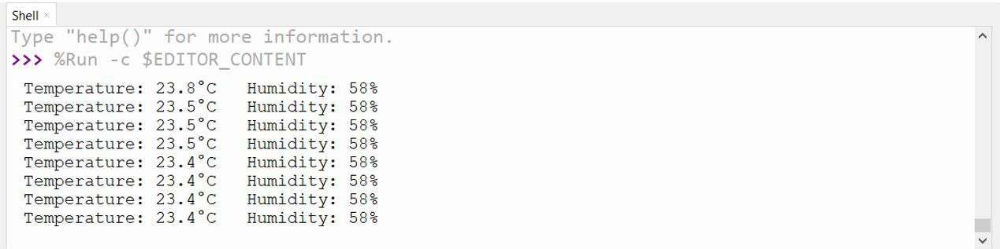 Shell ×
Type "help()" for more information.
>>> %Run -c $EDITOR_CONTENT
Temperature: 23.8°C   Humidity: 58%
Temperature: 23.5°C   Humidity: 58%
Temperature: 23.5°C   Humidity: 58%
Temperature: 23.5°C   Humidity: 58%
Temperature: 23.4°C   Humidity: 58%
Temperature: 23.4°C   Humidity: 58%
Temperature: 23.4°C   Humidity: 58%
Temperature: 23.4°C   Humidity: 58%